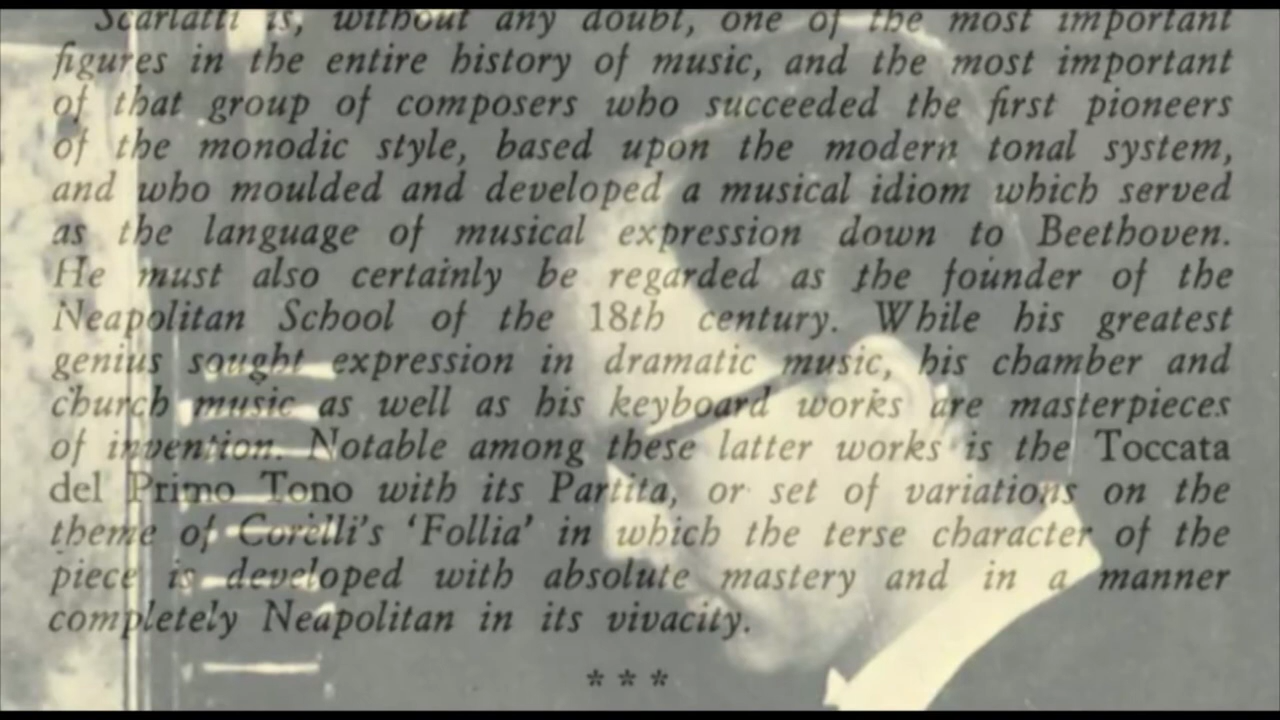 Scarlatti is, without any doubt, one of the most important
figures in the entire history of music, and the most important
of that group of composers who succeeded the first pioneers
of the monodic style, based upon the modern tonal system,
and who moulded and developed a musical idiom which served
as the language of musical expression down to Beethoven.
He must also certainly be regarded as the founder of the
Neapolitan School of the 18th century. While his greatest
genius sought expression in dramatic music, his chamber and
church music as well as his keyboard works are masterpieces
of invention. Notable among these latter works is the Toccata
del Primo Tono with its Partita, or set of variations on the
theme of Corelli's 'Follia' in which the terse character of the
piece is developed with absolute mastery and in a manner
completely Neapolitan in its vivacity.
* * *